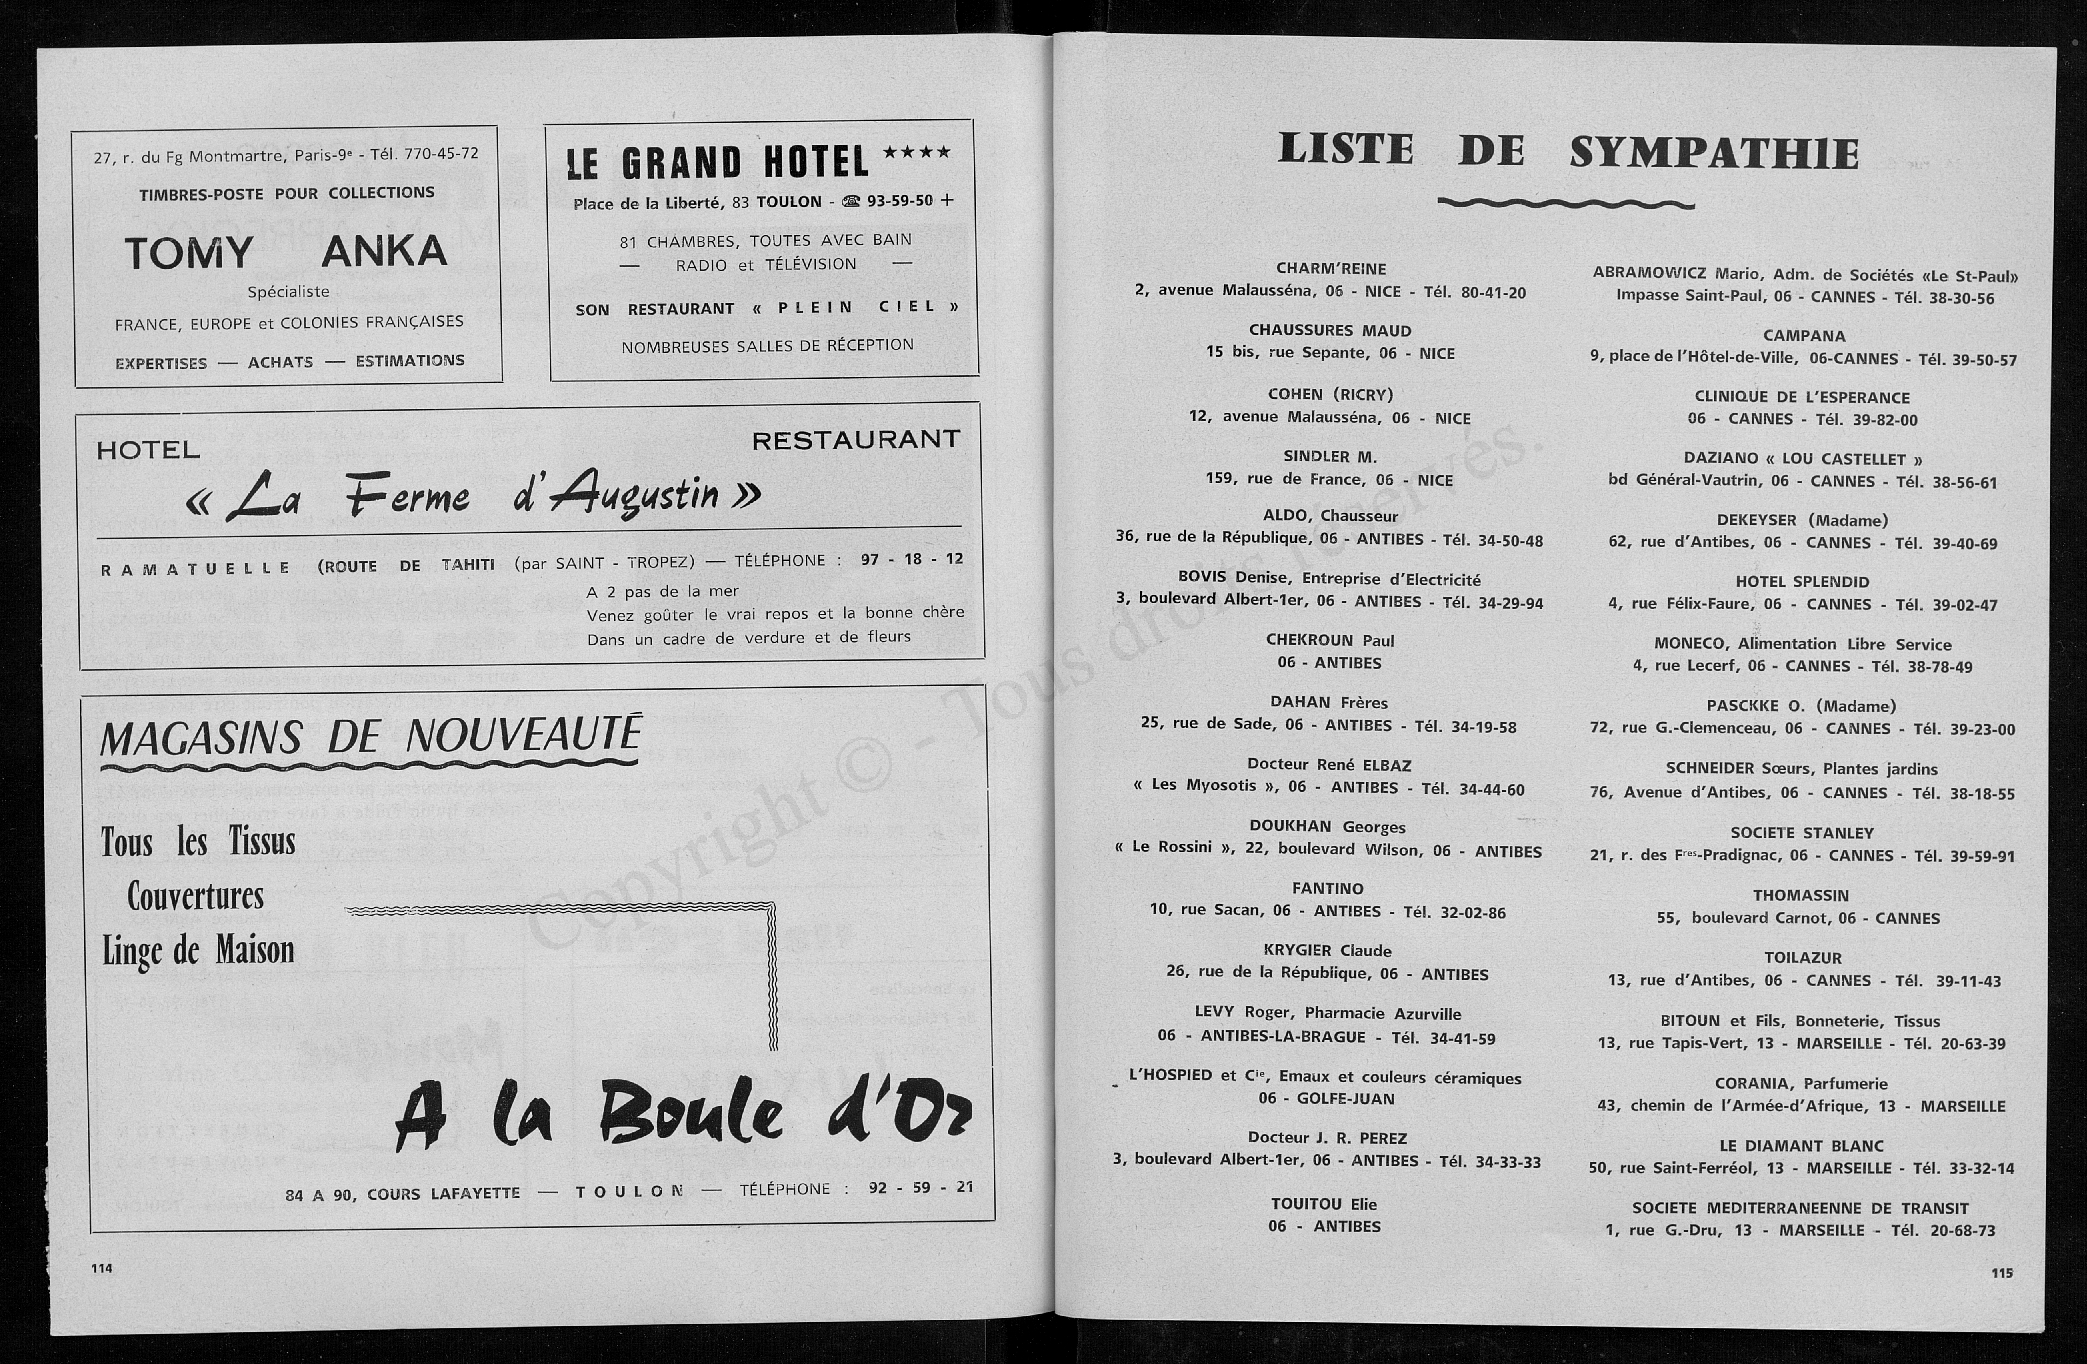 27, r. du Fg Montmartre, Paris-9e - Tél. 770-45-72
TIMBRES-POSTE POUR COLLECTIONS
TOMY ANKA
Spécialiste
FRANCE, EUROPE et COLONIES FRANÇAISES
EXPERTISES — ACHATS — ESTIMATIONS
LE GRAND HOTEL ★★★★
Place de la Liberté, 83 TOULON - ☎ 93-59-50 +
81 CHAMBRES, TOUTES AVEC BAIN
— RADIO et TÉLÉVISION —
SON RESTAURANT « PLEIN CIEL »
NOMBREUSES SALLES DE RÉCEPTION
HOTEL RESTAURANT
« La Ferme d'Augustin »
RAMATUELLE (ROUTE DE TAHITI (par SAINT - TROPEZ) — TÉLÉPHONE : 97 - 18 - 12
A 2 pas de la mer
Venez goûter le vrai repos et la bonne chère
Dans un cadre de verdure et de fleurs
MAGASINS DE NOUVEAUTÉ
Tous les Tissus
Couvertures
Linge de Maison
A la Boule d'Or
84 A 90, COURS LAFAYETTE — TOULON — TÉLÉPHONE : 92 - 59 - 21
114
LISTE DE SYMPATHIE
CHARM'REINE
2, avenue Malausséna, 06 - NICE - Tél. 80-41-20
CHAUSSURES MAUD
15 bis, rue Sepante, 06 - NICE
COHEN (RICRY)
12, avenue Malausséna, 06 - NICE
SINDLER M.
159, rue de France, 06 - NICE
ALDO, Chausseur
36, rue de la République, 06 - ANTIBES - Tél. 34-50-48
BOVIS Denise, Entreprise d'Electricité
3, boulevard Albert-1er, 06 - ANTIBES - Tél. 34-29-94
CHEKROUN Paul
06 - ANTIBES
DAHAN Frères
25, rue de Sade, 06 - ANTIBES - Tél. 34-19-58
Docteur René ELBAZ
« Les Myosotis », 06 - ANTIBES - Tél. 34-44-60
DOUKHAN Georges
« Le Rossini », 22, boulevard Wilson, 06 - ANTIBES
FANTINO
10, rue Sacan, 06 - ANTIBES - Tél. 32-02-86
KRYGIER Claude
26, rue de la République, 06 - ANTIBES
LEVY Roger, Pharmacie Azurville
06 - ANTIBES-LA-BRAGUE - Tél. 34-41-59
L'HOSPIED et Cie, Emaux et couleurs céramiques
06 - GOLFE-JUAN
Docteur J. R. PEREZ
3, boulevard Albert-1er, 06 - ANTIBES - Tél. 34-33-33
TOUITOU Elie
06 - ANTIBES
ABRAMOWICZ Mario, Adm. de Sociétés «Le St-Paul»
Impasse Saint-Paul, 06 - CANNES - Tél. 38-30-56
CAMPANA
9, place de l'Hôtel-de-Ville, 06-CANNES - Tél. 39-50-57
CLINIQUE DE L'ESPERANCE
06 - CANNES - Tél. 39-82-00
DAZIANO « LOU CASTELLET »
bd Général-Vautrin, 06 - CANNES - Tél. 38-56-61
DEKEYSER (Madame)
62, rue d'Antibes, 06 - CANNES - Tél. 39-40-69
HOTEL SPLENDID
4, rue Félix-Faure, 06 - CANNES - Tél. 39-02-47
MONECO, Alimentation Libre Service
4, rue Lecerf, 06 - CANNES - Tél. 38-78-49
PASCKKE O. (Madame)
72, rue G.-Clemenceau, 06 - CANNES - Tél. 39-23-00
SCHNEIDER Sœurs, Plantes jardins
76, Avenue d'Antibes, 06 - CANNES - Tél. 38-18-55
SOCIETE STANLEY
21, r. des Fres-Pradignac, 06 - CANNES - Tél. 39-59-91
THOMASSIN
55, boulevard Carnot, 06 - CANNES
TOILAZUR
13, rue d'Antibes, 06 - CANNES - Tél. 39-11-43
BITOUN et Fils, Bonneterie, Tissus
13, rue Tapis-Vert, 13 - MARSEILLE - Tél. 20-63-39
CORANIA, Parfumerie
43, chemin de l'Armée-d'Afrique, 13 - MARSEILLE
LE DIAMANT BLANC
50, rue Saint-Ferréol, 13 - MARSEILLE - Tél. 33-32-14
SOCIETE MEDITERRANEENNE DE TRANSIT
1, rue G.-Dru, 13 - MARSEILLE - Tél. 20-68-73
115
Copyright © - Tous droits réservés.